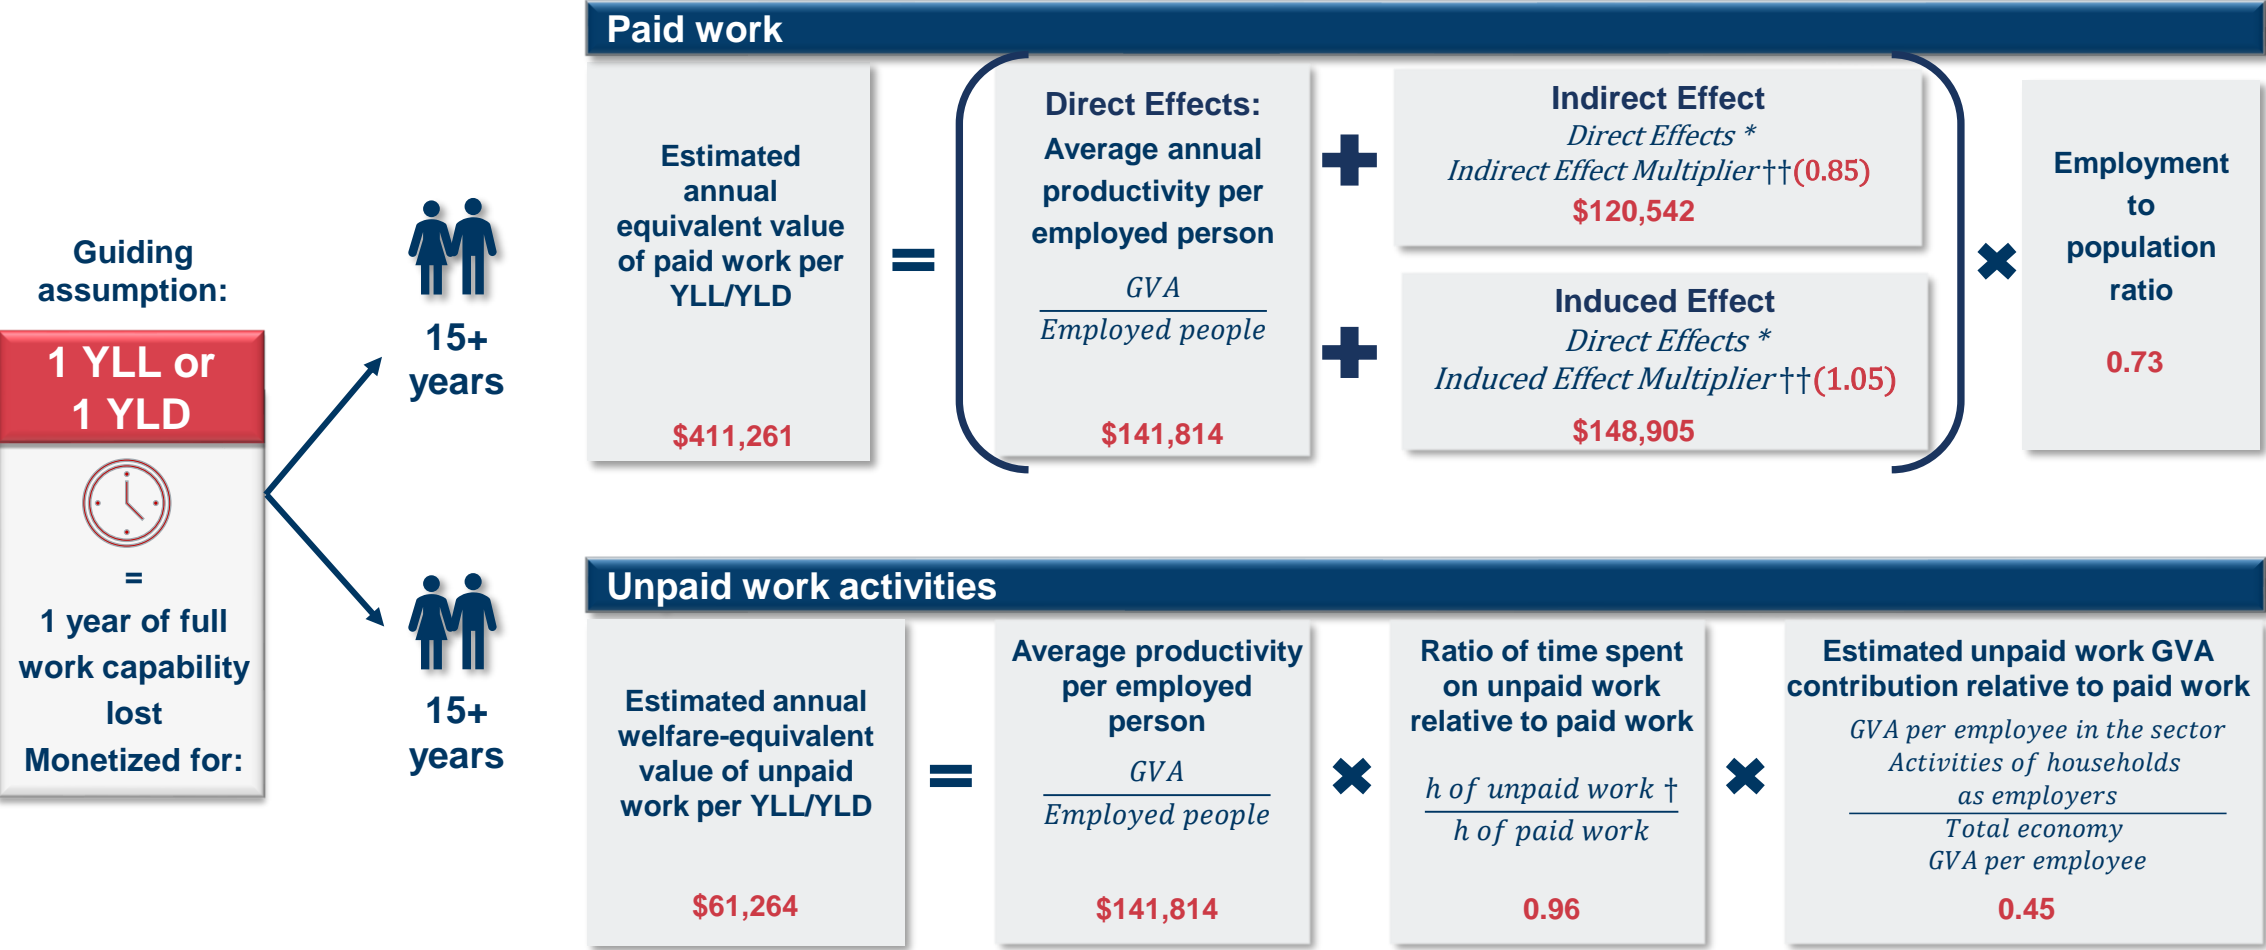 Guiding
assumption:
1 YLL or
1 YLD
=
1 year of full
work capability
lost
Monetized for:
15+
years
15+
years
Paid work
Estimated
annual
equivalent value
of paid work per
YLL/YLD
$411,261
=
Direct Effects:
Average annual
productivity per
employed person
GVA
Employed people
$141,814
Indirect Effect
Direct Effects *
Indirect Effect Multiplier††(0.85)
$120,542
Induced Effect
Direct Effects *
Induced Effect Multiplier††(1.05)
$148,905
Employment
to
population
ratio
0.73
Unpaid work activities
Estimated annual
welfare-equivalent
value of unpaid
work per YLL/YLD
$61,264
=
Average productivity
per employed
person
GVA
Employed people
$141,814
Ratio of time spent
on unpaid work
relative to paid work
h of unpaid work †
h of paid work
0.96
Estimated unpaid work GVA
contribution relative to paid work
GVA per employee in the sector
Activities of households
as employers
Total economy
GVA per employee
0.45